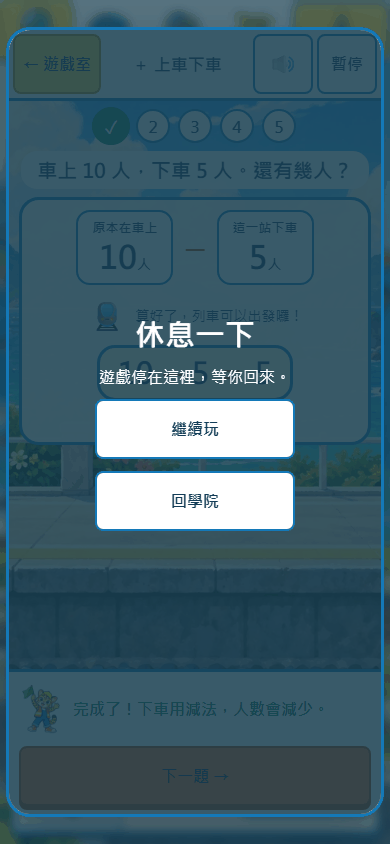 ← 遊戲室
＋ 上車下車
暫停
✓ 2 3 4 5
車上 10 人，下車 5 人。還有幾人？
原本在車上
10人
—
這一站下車
5人
算好了，列車可以出發囉！
休息一下
遊戲停在這裡，等你回來。
繼續玩
回學院
完成了！下車用減法，人數會減少。
下一題 →